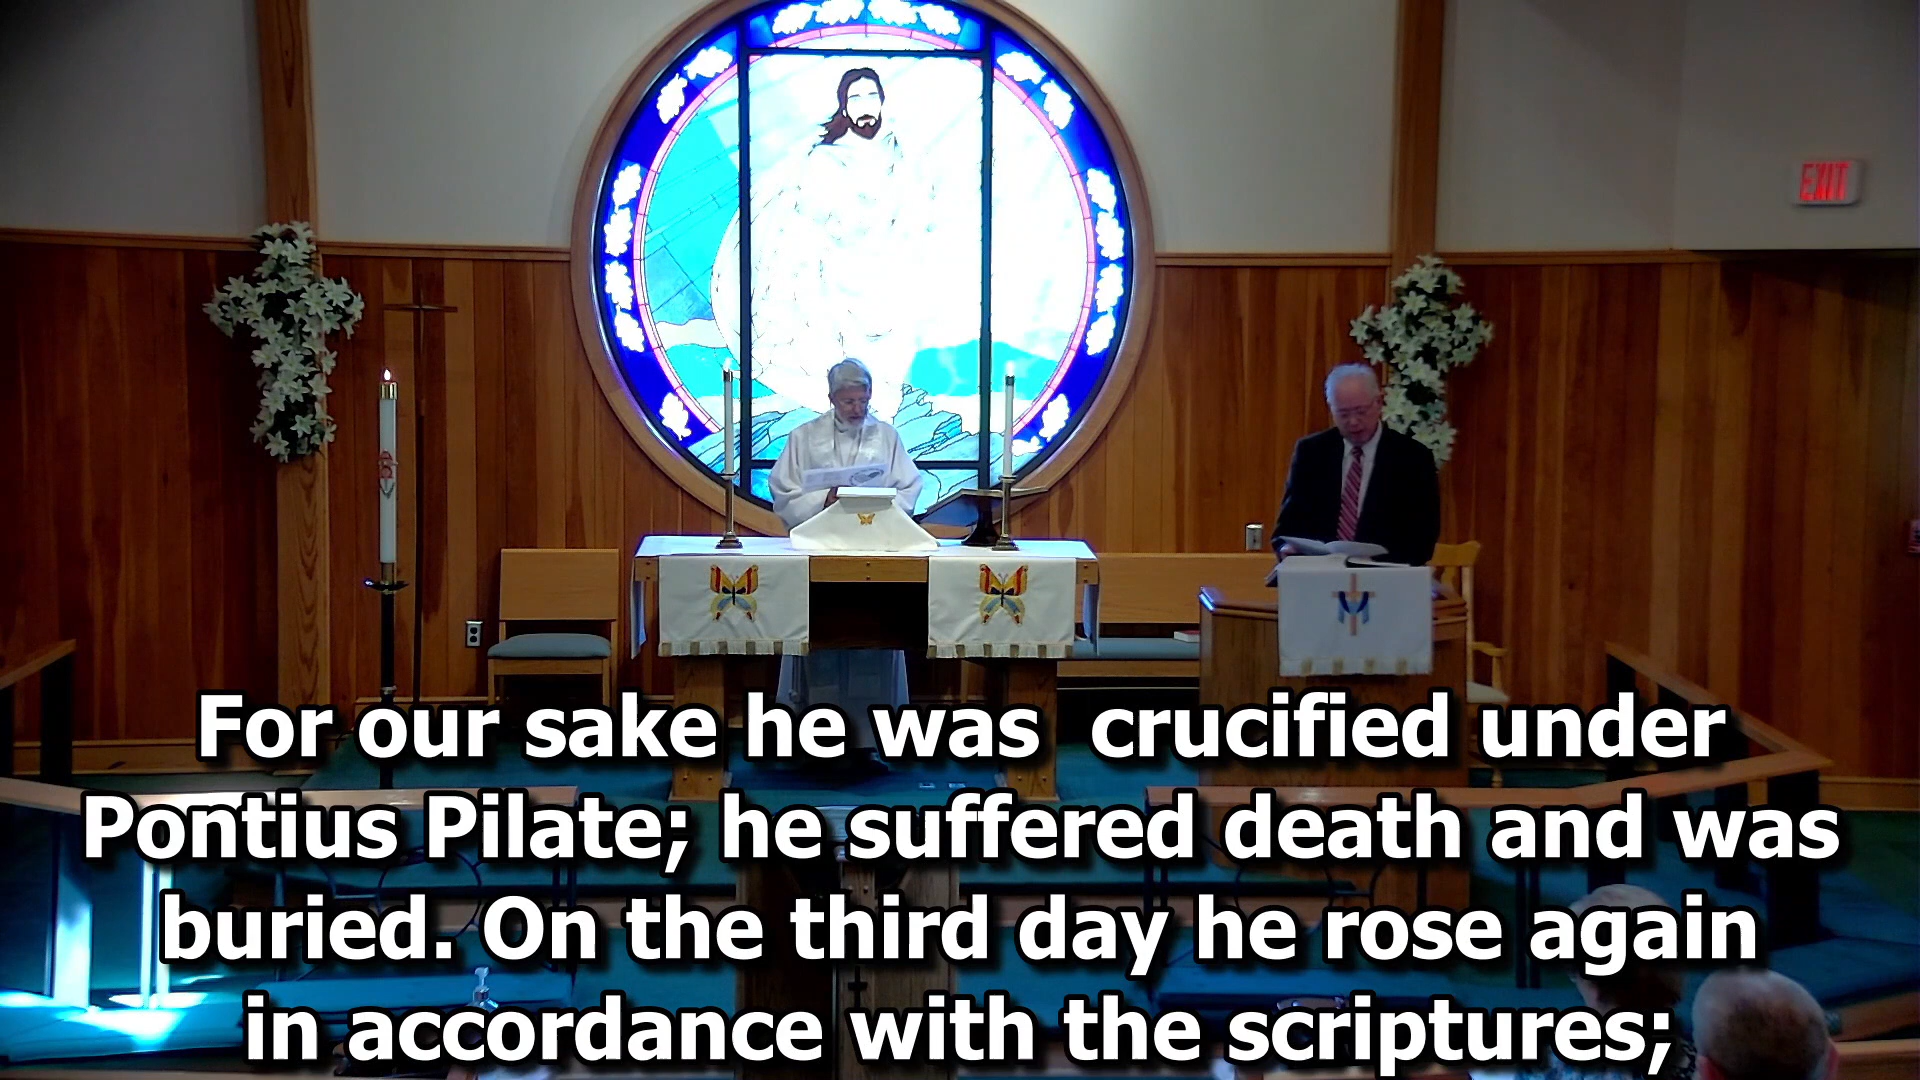 EXIT
For our sake he was  crucified under
Pontius Pilate; he suffered death and was
buried. On the third day he rose again
in accordance with the scriptures;